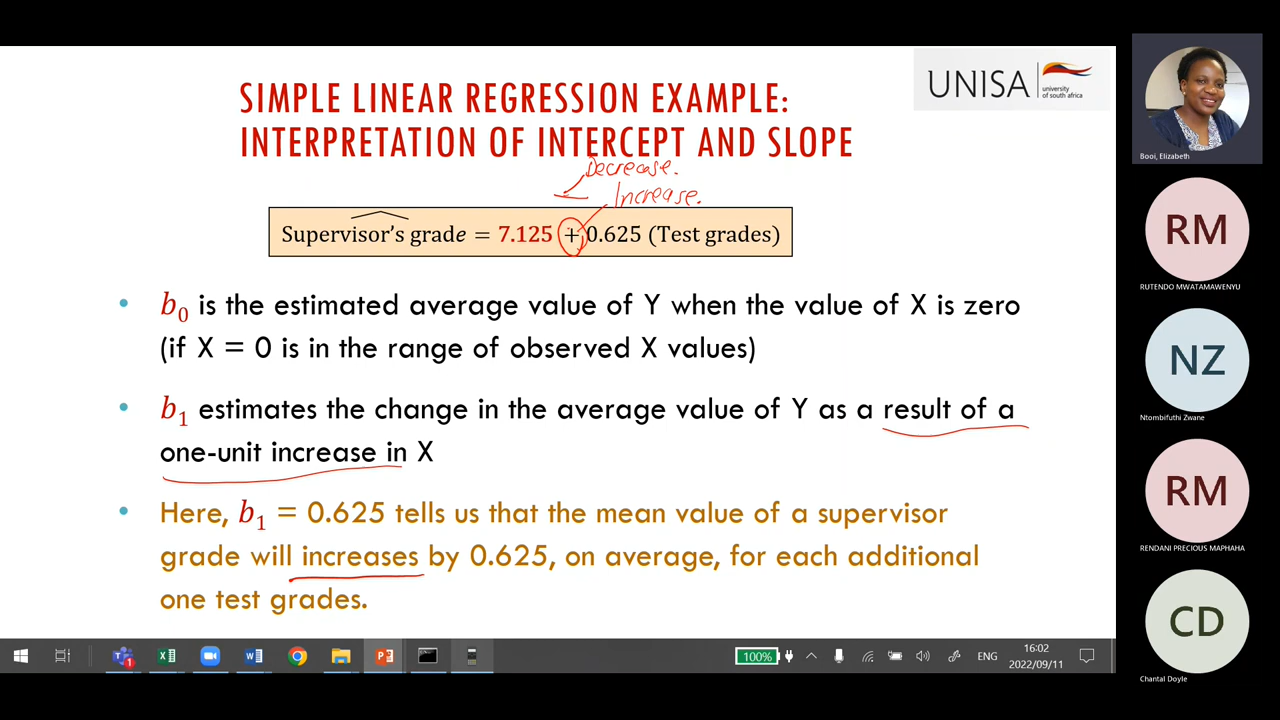 SIMPLE LINEAR REGRESSION EXAMPLE:
INTERPRETATION OF INTERCEPT AND SLOPE
UNISA
university
of south africa
Decrease.
Increase.
Supervisor's grade = 7.125 + 0.625 (Test grades)
• b0 is the estimated average value of Y when the value of X is zero
(if X = 0 is in the range of observed X values)
• b1 estimates the change in the average value of Y as a result of a
one-unit increase in X
• Here, b1 = 0.625 tells us that the mean value of a supervisor
grade will increases by 0.625, on average, for each additional
one test grades.
Booi, Elizabeth
RM
RUTENDO MWATAMAWENYU
NZ
Ntombifuthi Zwane
RM
RENDANI PRECIOUS MAPHAHA
CD
Chantal Doyle
100%
ENG
16:02
2022/09/11